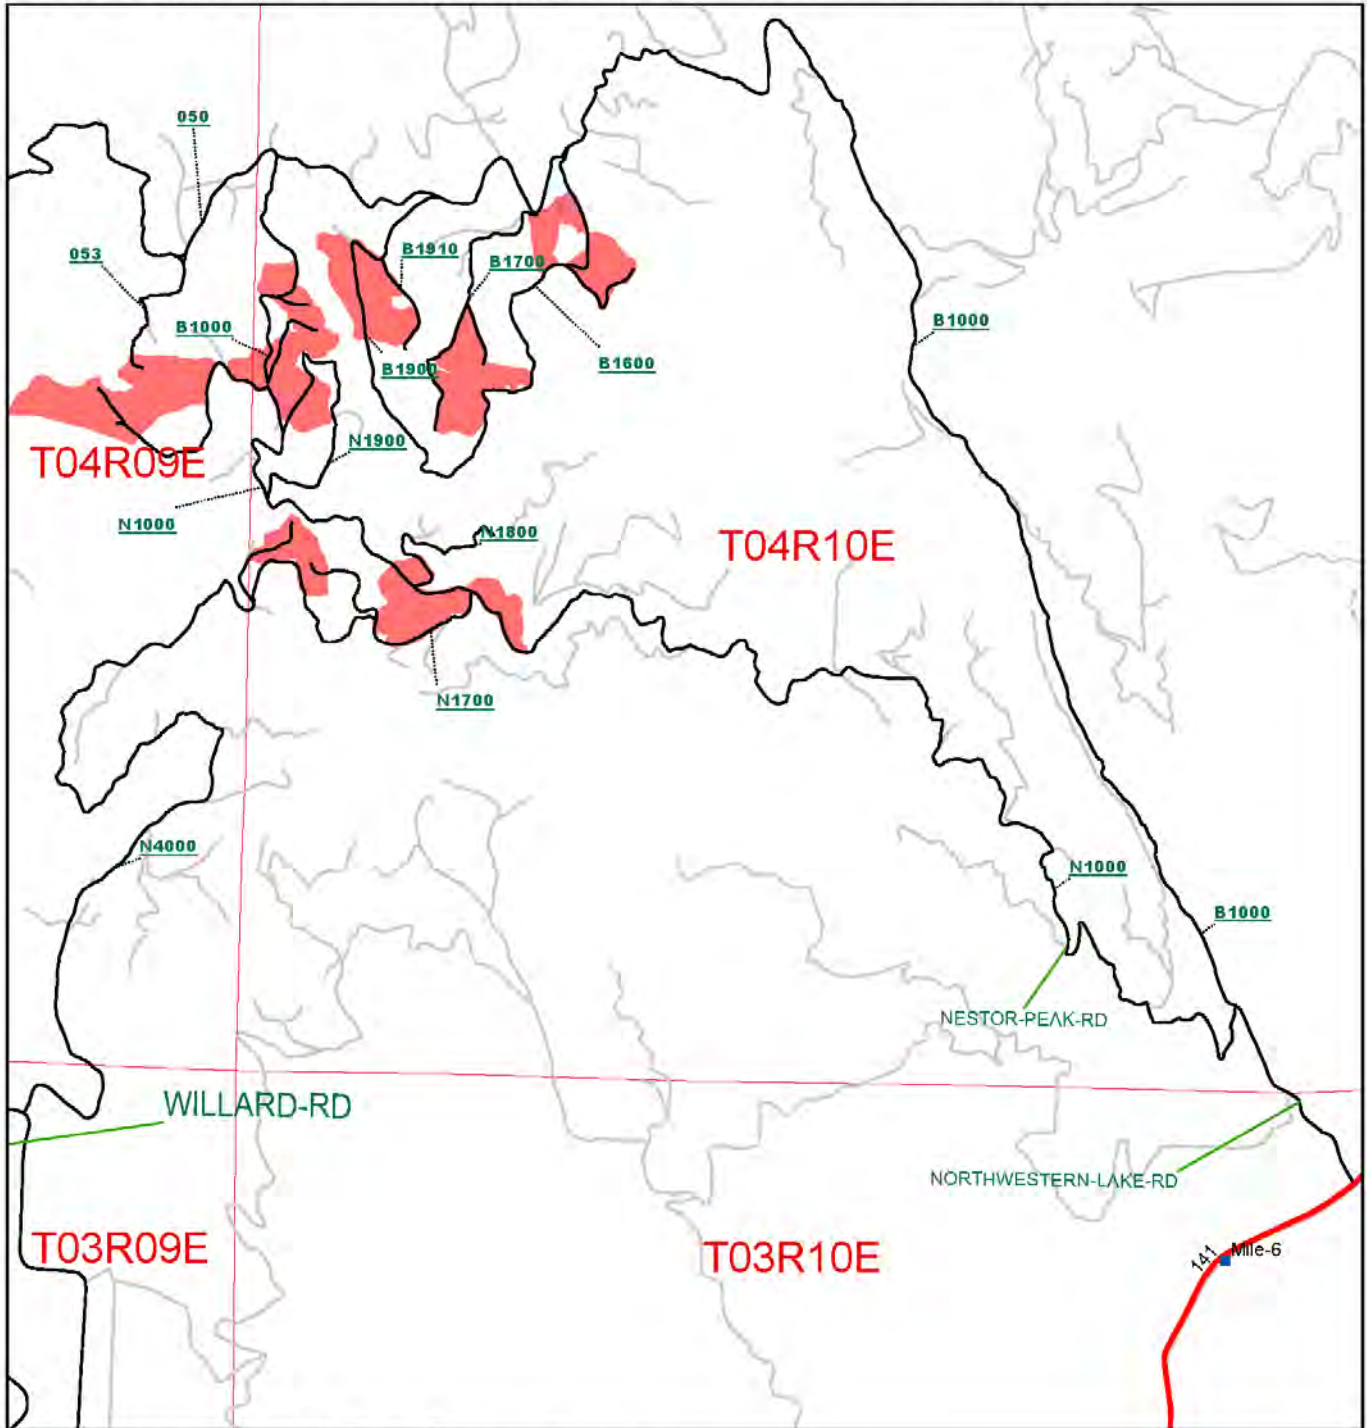 050
053
B1910
B1700
B1000
B1000
B1600
B1900
N1900
T04R09E
N1000
N1800
T04R10E
N1700
N4000
N1000
B1000
NESTOR-PEAK-RD
WILLARD-RD
NORTHWESTERN-LAKE-RD
T03R09E
T03R10E
141
Mile-6